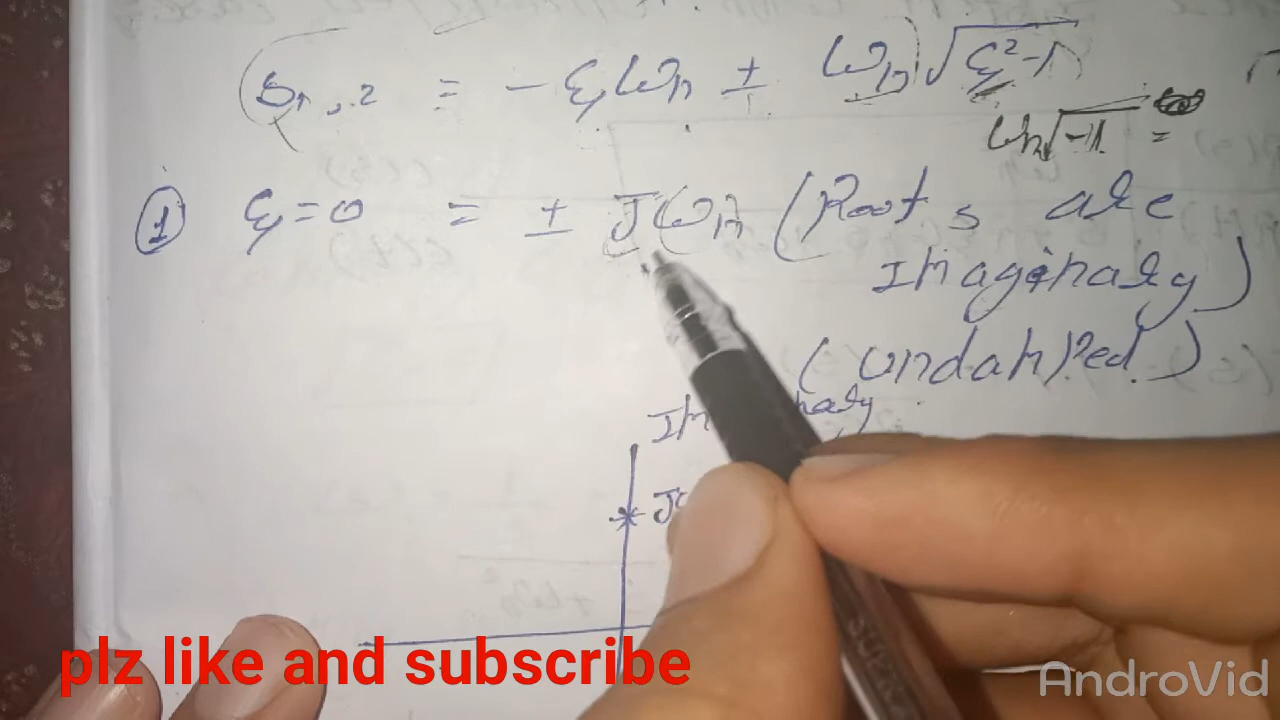 S1,2 = - ξωn ± ωn √ξ²-1
ωn√-1 =
① ξ=0 = ± Jωn (Roots are
Imaginary)
(Undamped)
plz like and subscribe
AndroVid